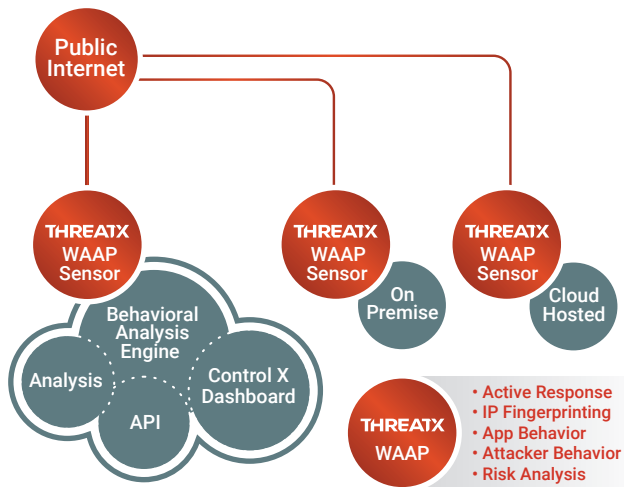 Public
Internet
THREATX
WAAP
Sensor
THREATX
WAAP
Sensor
THREATX
WAAP
Sensor
On
Premise
Cloud
Hosted
Behavioral
Analysis
Engine
Analysis
API
Control X
Dashboard
THREATX
WAAP
• Active Response
• IP Fingerprinting
• App Behavior
• Attacker Behavior
• Risk Analysis